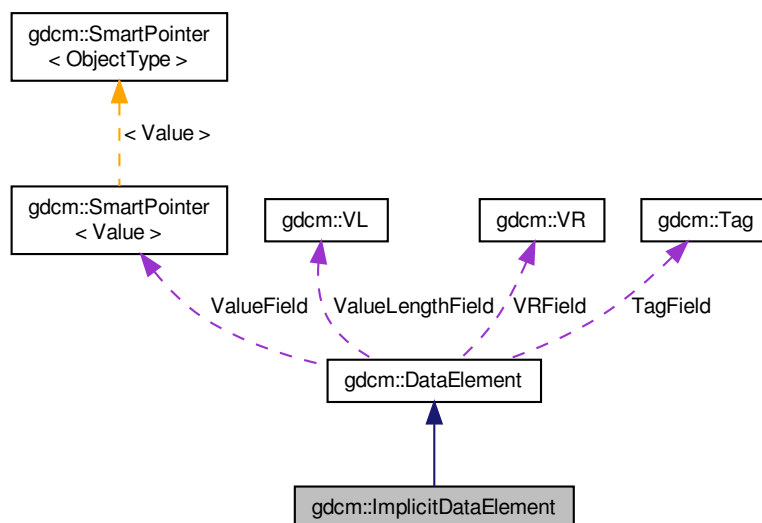 gdcm::SmartPointer
< ObjectType >
< Value >
gdcm::SmartPointer
< Value >
gdcm::VL
gdcm::VR
gdcm::Tag
ValueField
ValueLengthField
VRField
TagField
gdcm::DataElement
gdcm::ImplicitDataElement